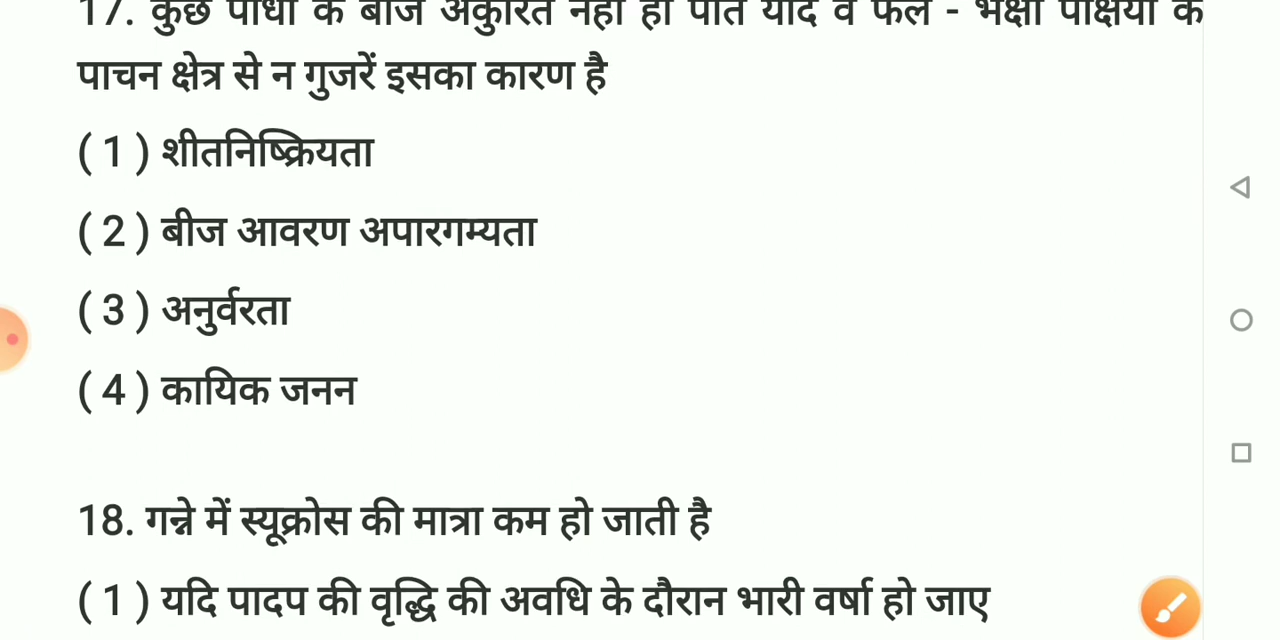 17. कुछ पौधों के बीज अंकुरित नहीं हो पाते यदि वे फल - भक्षी पक्षियों के
पाचन क्षेत्र से न गुजरें इसका कारण है
( 1 ) शीतनिष्क्रियता
( 2 ) बीज आवरण अपारगम्यता
( 3 ) अनुर्वरता
( 4 ) कायिक जनन
18. गन्ने में स्यूक्रोस की मात्रा कम हो जाती है
( 1 ) यदि पादप की वृद्धि की अवधि के दौरान भारी वर्षा हो जाए